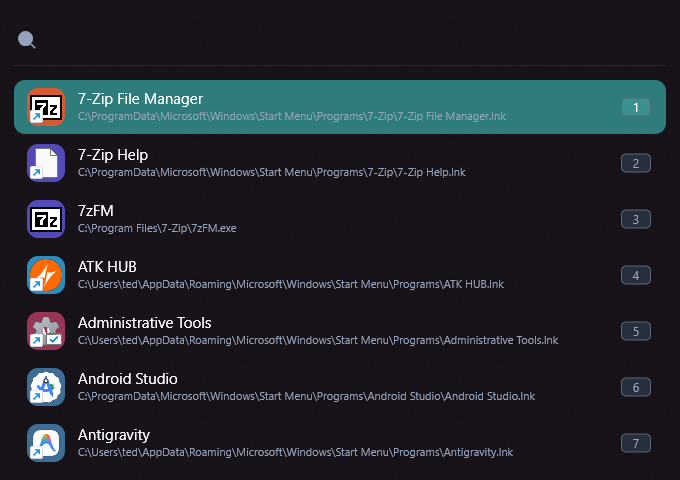 7-Zip File Manager
C:\ProgramData\Microsoft\Windows\Start Menu\Programs\7-Zip\7-Zip File Manager.lnk
1
7-Zip Help
C:\ProgramData\Microsoft\Windows\Start Menu\Programs\7-Zip\7-Zip Help.lnk
2
7zFM
C:\Program Files\7-Zip\7zFM.exe
3
ATK HUB
C:\Users\ted\AppData\Roaming\Microsoft\Windows\Start Menu\Programs\ATK HUB.lnk
4
Administrative Tools
C:\Users\ted\AppData\Roaming\Microsoft\Windows\Start Menu\Programs\Administrative Tools.lnk
5
Android Studio
C:\ProgramData\Microsoft\Windows\Start Menu\Programs\Android Studio\Android Studio.lnk
6
Antigravity
C:\Users\ted\AppData\Roaming\Microsoft\Windows\Start Menu\Programs\Antigravity.lnk
7